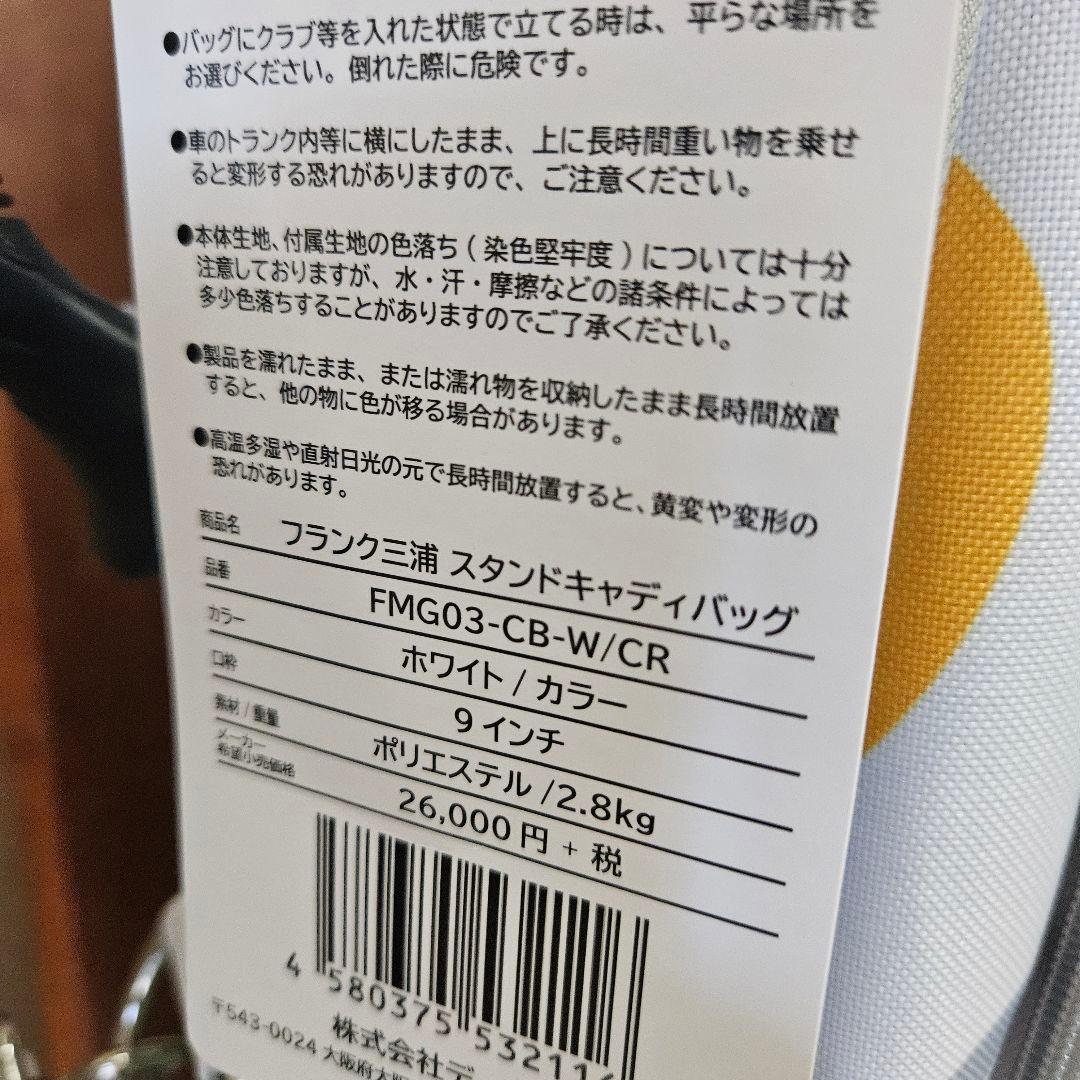 ●バッグにクラブ等を入れた状態で立てる時は、平らな場所を
お選びください。倒れた際に危険です。
●車のトランク内等に横にしたまま、上に長時間重い物を乗せ
ると変形する恐れがありますので、ご注意ください。
●本体生地、付属生地の色落ち(染色堅牢度)については十分
注意しておりますが、水・汗・摩擦などの諸条件によっては
多少色落ちすることがありますのでご了承ください。
●製品を濡れたまま、または濡れ物を収納したまま長時間放置
すると、他の物に色が移る場合があります。
●高温多湿や直射日光の元で長時間放置すると、黄変や変形の
恐れがあります。
商品名 フランク三浦 スタンドキャディバッグ
品番 FMG03-CB-W/CR
カラー ホワイト / カラー
口枠 9インチ
素材/重量 ポリエステル /2.8kg
メーカー
希望小売価格 26,000円 + 税
4 580375 53211
株式会社デ
〒543-0024 大阪府大